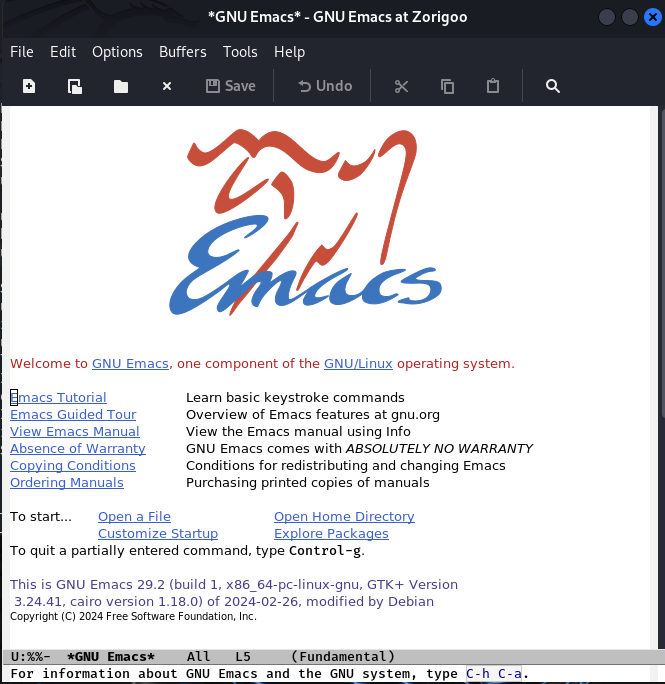 *GNU Emacs* - GNU Emacs at Zorigoo
File Edit Options Buffers Tools Help
Save Undo
Emacs
Welcome to GNU Emacs, one component of the GNU/Linux operating system.
Emacs Tutorial Learn basic keystroke commands
Emacs Guided Tour Overview of Emacs features at gnu.org
View Emacs Manual View the Emacs manual using Info
Absence of Warranty GNU Emacs comes with ABSOLUTELY NO WARRANTY
Copying Conditions Conditions for redistributing and changing Emacs
Ordering Manuals Purchasing printed copies of manuals
To start... Open a File Open Home Directory
Customize Startup Explore Packages
To quit a partially entered command, type Control-g.
This is GNU Emacs 29.2 (build 1, x86_64-pc-linux-gnu, GTK+ Version
3.24.41, cairo version 1.18.0) of 2024-02-26, modified by Debian
Copyright (C) 2024 Free Software Foundation, Inc.
U:%%- *GNU Emacs* All L5 (Fundamental)
For information about GNU Emacs and the GNU system, type C-h C-a.